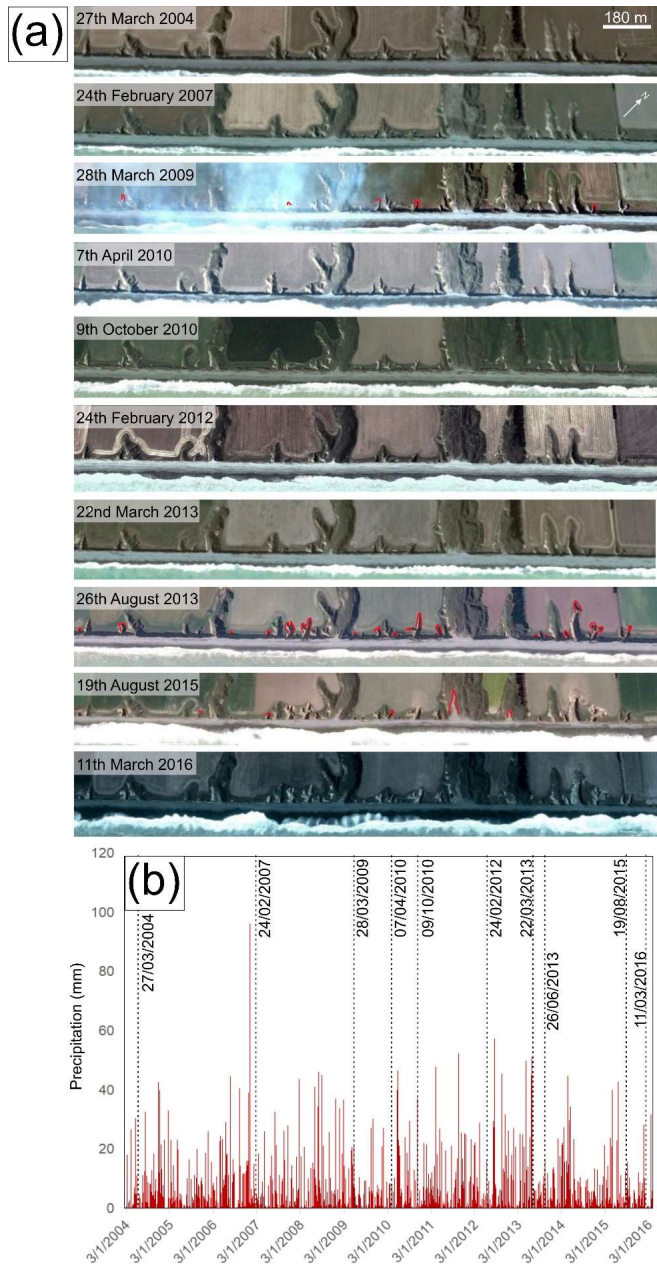 (a)
27th March 2004
180 m
24th February 2007
N
28th March 2009
7th April 2010
9th October 2010
24th February 2012
22nd March 2013
26th August 2013
19th August 2015
11th March 2016
(b)
Precipitation (mm)
120
100
80
60
40
20
0
27/03/2004
24/02/2007
28/03/2009
07/04/2010
09/10/2010
24/02/2012
22/03/2013
26/06/2013
19/08/2015
11/03/2016
3/1/2004
3/1/2005
3/1/2006
3/1/2007
3/1/2008
3/1/2009
3/1/2010
3/1/2011
3/1/2012
3/1/2013
3/1/2014
3/1/2015
3/1/2016